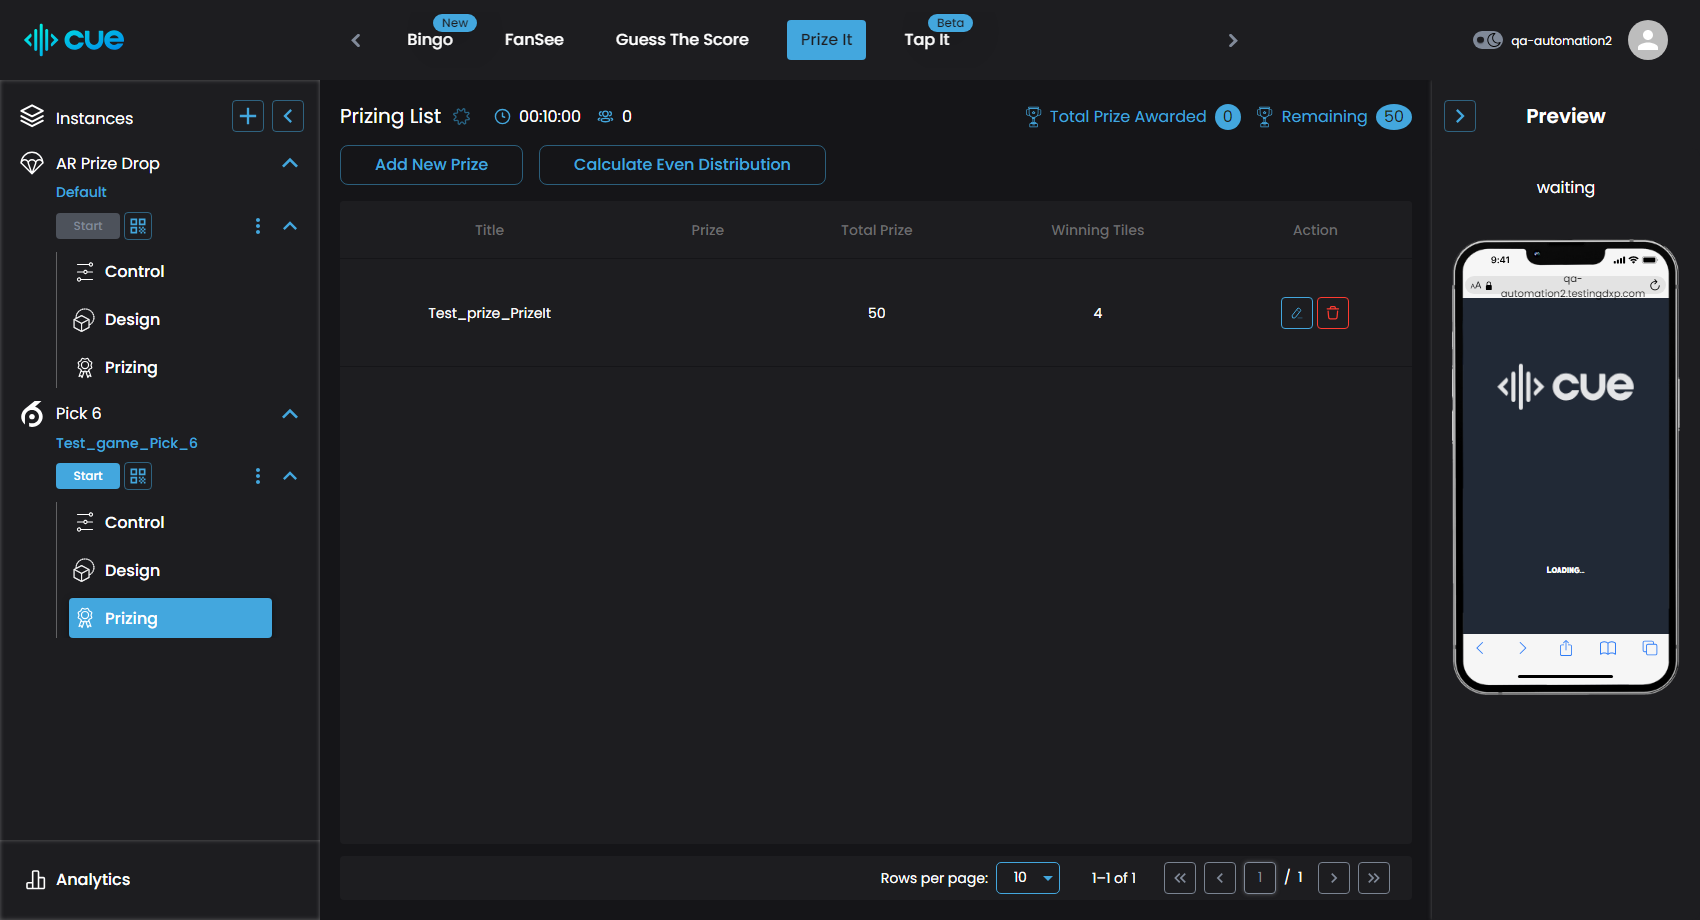 cue
Bingo
New
FanSee
Guess The Score
Prize It
Tap It
Beta
qa-automation2
Instances
AR Prize Drop
Default
Start
Control
Design
Prizing
Pick 6
Test_game_Pick_6
Start
Control
Design
Prizing
Analytics
Prizing List
00:10:00
0
Total Prize Awarded 0
Remaining 50
Add New Prize
Calculate Even Distribution
Title Prize Total Prize Winning Tiles Action
Test_prize_PrizeIt 50 4
Rows per page: 10 1–1 of 1 1 / 1
Preview
waiting
9:41
AA
qa-
automation2.testingdxp.com
cue
LOADING...